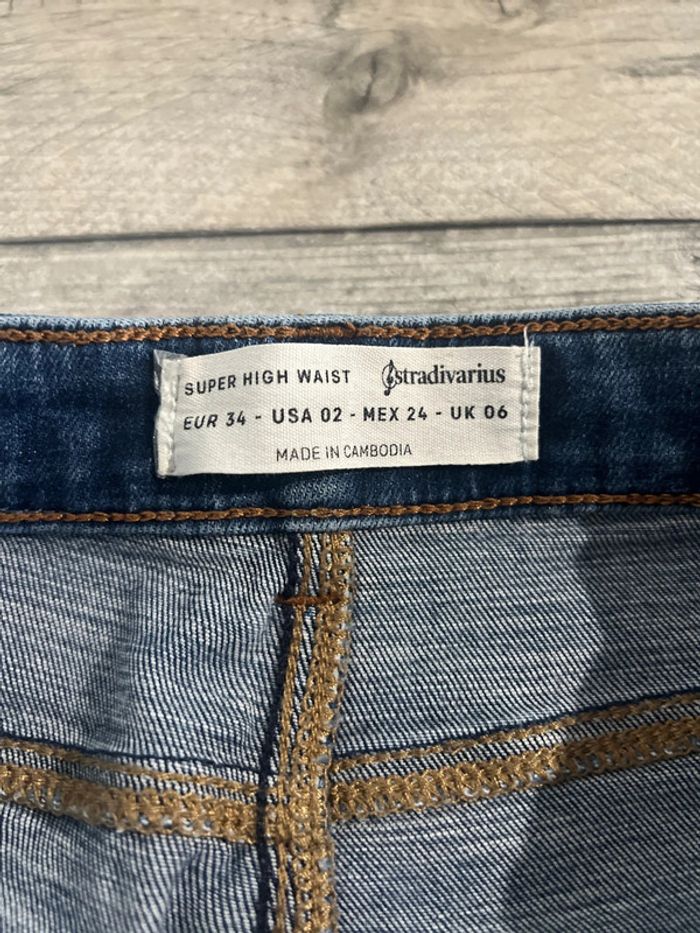 SUPER HIGH WAIST stradivarius
EUR 34 - USA 02 - MEX 24 - UK 06
MADE IN CAMBODIA